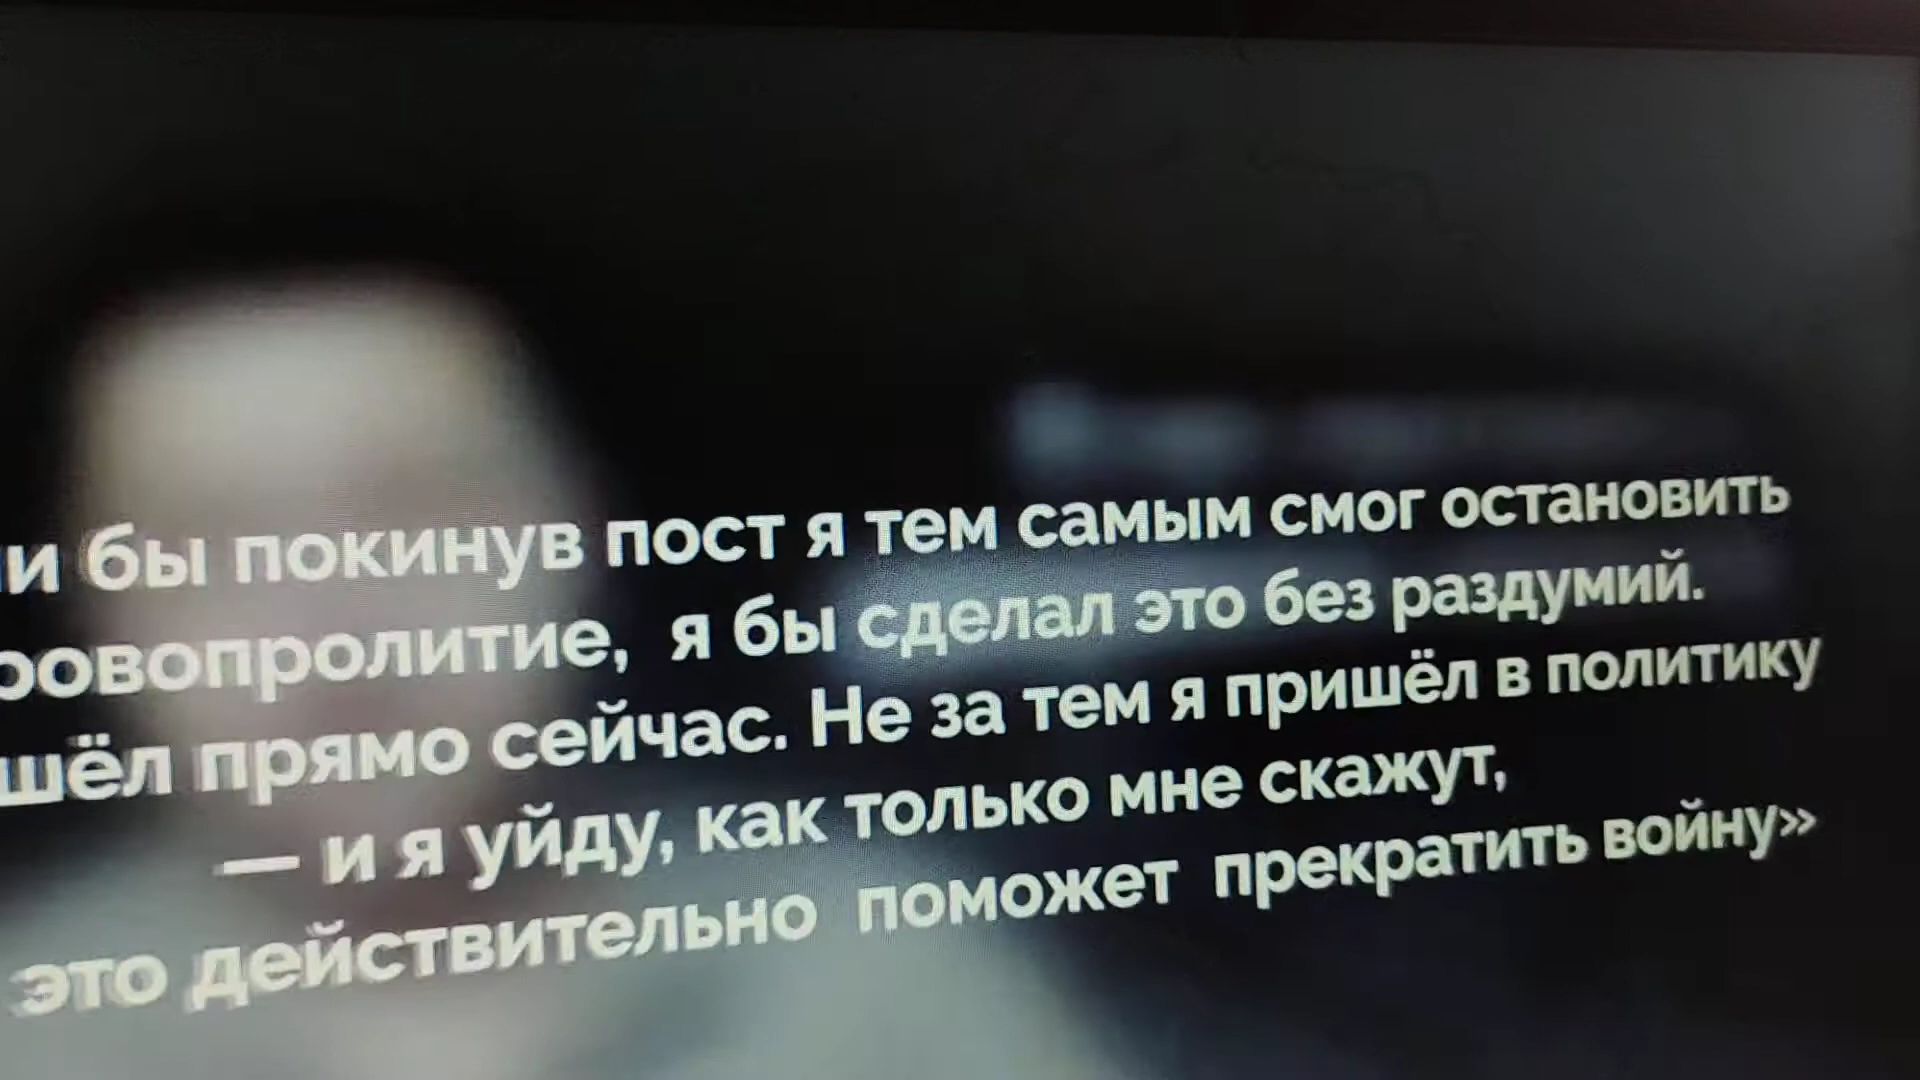 и бы покинув пост я тем самым смог остановить
ровопролитие, я бы сделал это без раздумий.
шёл прямо сейчас. Не за тем я пришёл в политику
— и я уйду, как только мне скажут,
это действительно поможет прекратить войну»